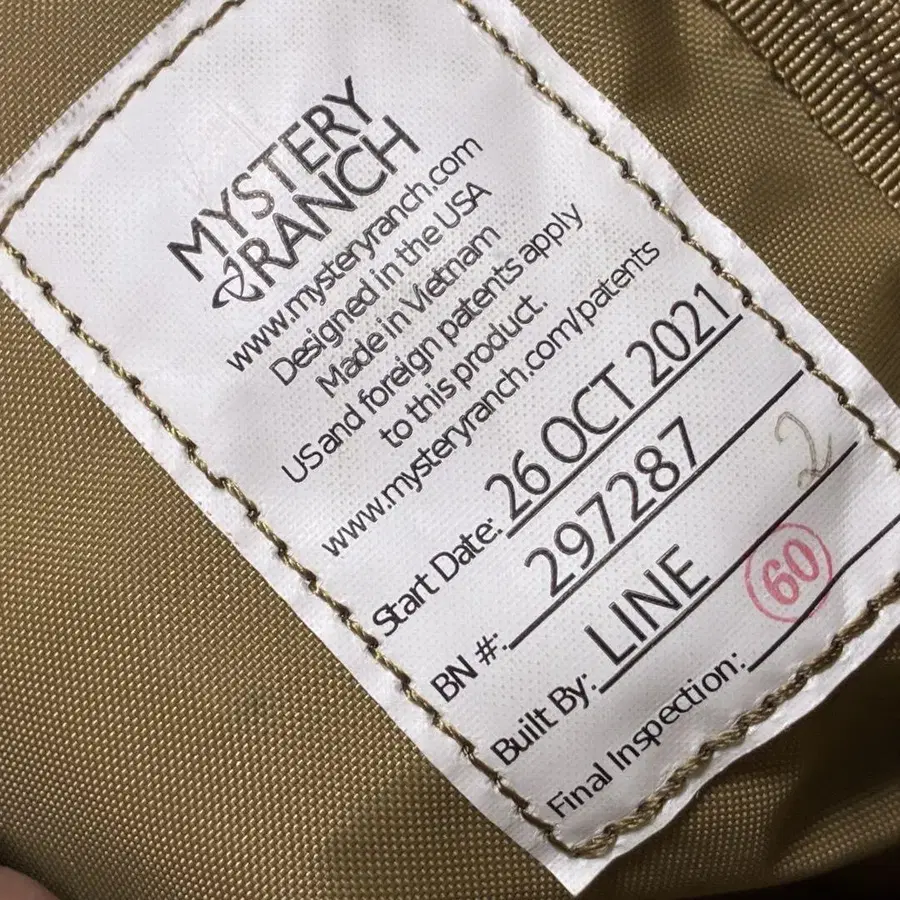 MYSTERY
RANCH
www.mysteryranch.com
Designed in the USA
Made in Vietnam
US and foreign patents apply
to this product.
www.mysteryranch.com/patents
Start Date: 26 OCT 2021
BN #: 297287
Built By: LINE 2
Final Inspection: 60